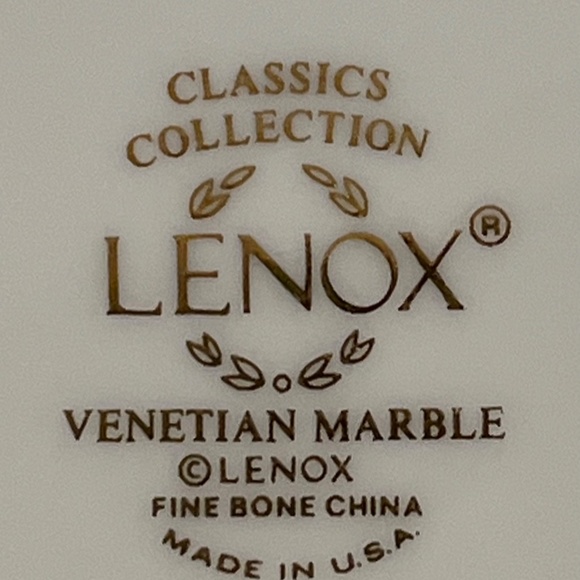 CLASSICS
COLLECTION
LENOX®
VENETIAN MARBLE
©LENOX
FINE BONE CHINA
MADE IN U.S.A.